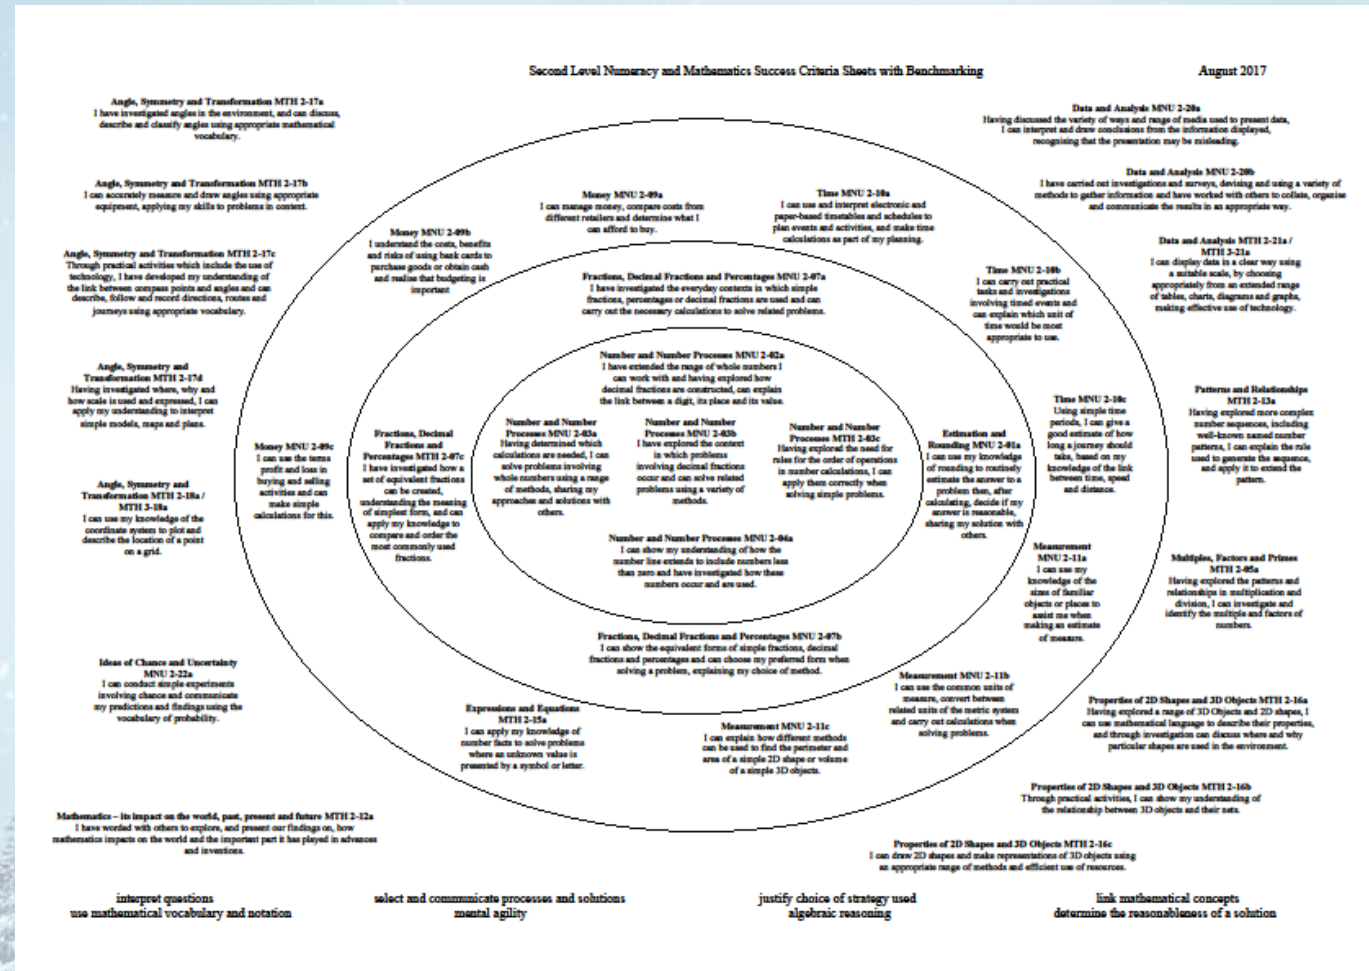 Second Level Numeracy and Mathematics Success Criteria Sheets with Benchmarking
August 2017
Angle, Symmetry and Transformation MTH 2-17a
I have investigated angles in the environment, and can discuss,
describe and classify angles using appropriate mathematical
vocabulary.
Angle, Symmetry and Transformation MTH 2-17b
I can accurately measure and draw angles using appropriate
equipment, applying my skills to problems in context.
Angle, Symmetry and Transformation MTH 2-17c
Through practical activities which include the use of
technology, I have developed my understanding of
the link between compass points and angles and can
describe, follow and record directions, routes and
journeys using appropriate vocabulary.
Angle, Symmetry and
Transformation MTH 2-17d
Having investigated where, why and
how scale is used and expressed, I can
apply my understanding to interpret
simple models, maps and plans.
Angle, Symmetry and
Transformation MTH 2-18a /
MTH 3-18a
I can use my knowledge of the
coordinate system to plot and
describe the location of a point
on a grid.
Ideas of Chance and Uncertainty
MNU 2-22a
I can conduct simple experiments
involving chance and communicate
my predictions and findings using the
vocabulary of probability.
Mathematics – its impact on the world, past, present and future MTH 2-12a
I have worded with others to explore, and present our findings on, how
mathematics impacts on the world and the important part it has played in advances
and inventions.
Money MNU 2-09a
I can manage money, compare costs from
different retailers and determine what I
can afford to buy.
Money MNU 2-09b
I understand the costs, benefits
and risks of using bank cards to
purchase goods or obtain cash
and realise that budgeting is
important
Money MNU 2-09c
I can use the terms
profit and loss in
buying and selling
activities and can
make simple
calculations for this.
Time MNU 2-10a
I can use and interpret electronic and
paper-based timetables and schedules to
plan events and activities, and make time
calculations as part of my planning.
Time MNU 2-10b
I can carry out practical
tasks and investigations
involving timed events and
can explain which unit of
time would be most
appropriate to use.
Time MNU 2-10c
Using simple time
periods, I can give a
good estimate of how
long a journey should
take, based on my
knowledge of the link
between time, speed
and distance.
Fractions, Decimal Fractions and Percentages MNU 2-07a
I have investigated the everyday contexts in which simple
fractions, percentages or decimal fractions are used and can
carry out the necessary calculations to solve related problems.
Fractions, Decimal
Fractions and
Percentages MTH 2-07c
I have investigated how a
set of equivalent fractions
can be created,
understanding the meaning
of simplest form, and can
apply my knowledge to
compare and order the
most commonly used
fractions.
Number and Number Processes MNU 2-02a
I have extended the range of whole numbers I
can work with and having explored how
decimal fractions are constructed, can explain
the link between a digit, its place and its value.
Number and Number
Processes MNU 2-03a
Having determined which
calculations are needed, I can
solve problems involving
whole numbers using a range
of methods, sharing my
approaches and solutions with
others.
Number and Number
Processes MNU 2-03b
I have explored the context
in which problems
involving decimal fractions
occur and can solve related
problems using a variety of
methods.
Number and Number
Processes MTH 2-03c
Having explored the need for
rules for the order of operations
in number calculations, I can
apply them correctly when
solving simple problems.
Number and Number Processes MNU 2-04a
I can show my understanding of how the
number line extends to include numbers less
than zero and have investigated how these
numbers occur and are used.
Estimation and
Rounding MNU 2-01a
I can use my knowledge
of rounding to routinely
estimate the answer to a
problem then, after
calculating, decide if my
answer is reasonable,
sharing my solution with
others.
Fractions, Decimal Fractions and Percentages MNU 2-07b
I can show the equivalent forms of simple fractions, decimal
fractions and percentages and can choose my preferred form when
solving a problem, explaining my choice of method.
Measurement
MNU 2-11a
I can use my
knowledge of the
sizes of familiar
objects or places to
assist me when
making an estimate
of measure.
Measurement MNU 2-11b
I can use the common units of
measure, convert between
related units of the metric system
and carry out calculations when
solving problems.
Expressions and Equations
MTH 2-15a
I can apply my knowledge of
number facts to solve problems
where an unknown value is
presented by a symbol or letter.
Measurement MNU 2-11c
I can explain how different methods
can be used to find the perimeter and
area of a simple 2D shape or volume
of a simple 3D objects.
Data and Analysis MNU 2-20a
Having discussed the variety of ways and range of media used to present data,
I can interpret and draw conclusions from the information displayed,
recognising that the presentation may be misleading.
Data and Analysis MNU 2-20b
I have carried out investigations and surveys, devising and using a variety of
methods to gather information and have worked with others to collate, organise
and communicate the results in an appropriate way.
Data and Analysis MTH 2-21a /
MTH 3-21a
I can display data in a clear way using
a suitable scale, by choosing
appropriately from an extended range
of tables, charts, diagrams and graphs,
making effective use of technology.
Patterns and Relationships
MTH 2-13a
Having explored more complex
number sequences, including
well-known named number
patterns, I can explain the rule
used to generate the sequence,
and apply it to extend the
pattern.
Multiples, Factors and Primes
MTH 2-05a
Having explored the patterns and
relationships in multiplication and
division, I can investigate and
identify the multiple and factors of
numbers.
Properties of 2D Shapes and 3D Objects MTH 2-16a
Having explored a range of 3D Objects and 2D shapes, I
can use mathematical language to describe their properties,
and through investigation can discuss where and why
particular shapes are used in the environment.
Properties of 2D Shapes and 3D Objects MTH 2-16b
Through practical activities, I can show my understanding of
the relationship between 3D objects and their nets.
Properties of 2D Shapes and 3D Objects MTH 2-16c
I can draw 2D shapes and make representations of 3D objects using
an appropriate range of methods and efficient use of resources.
interpret questions
use mathematical vocabulary and notation
select and communicate processes and solutions
mental agility
justify choice of strategy used
algebraic reasoning
link mathematical concepts
determine the reasonableness of a solution